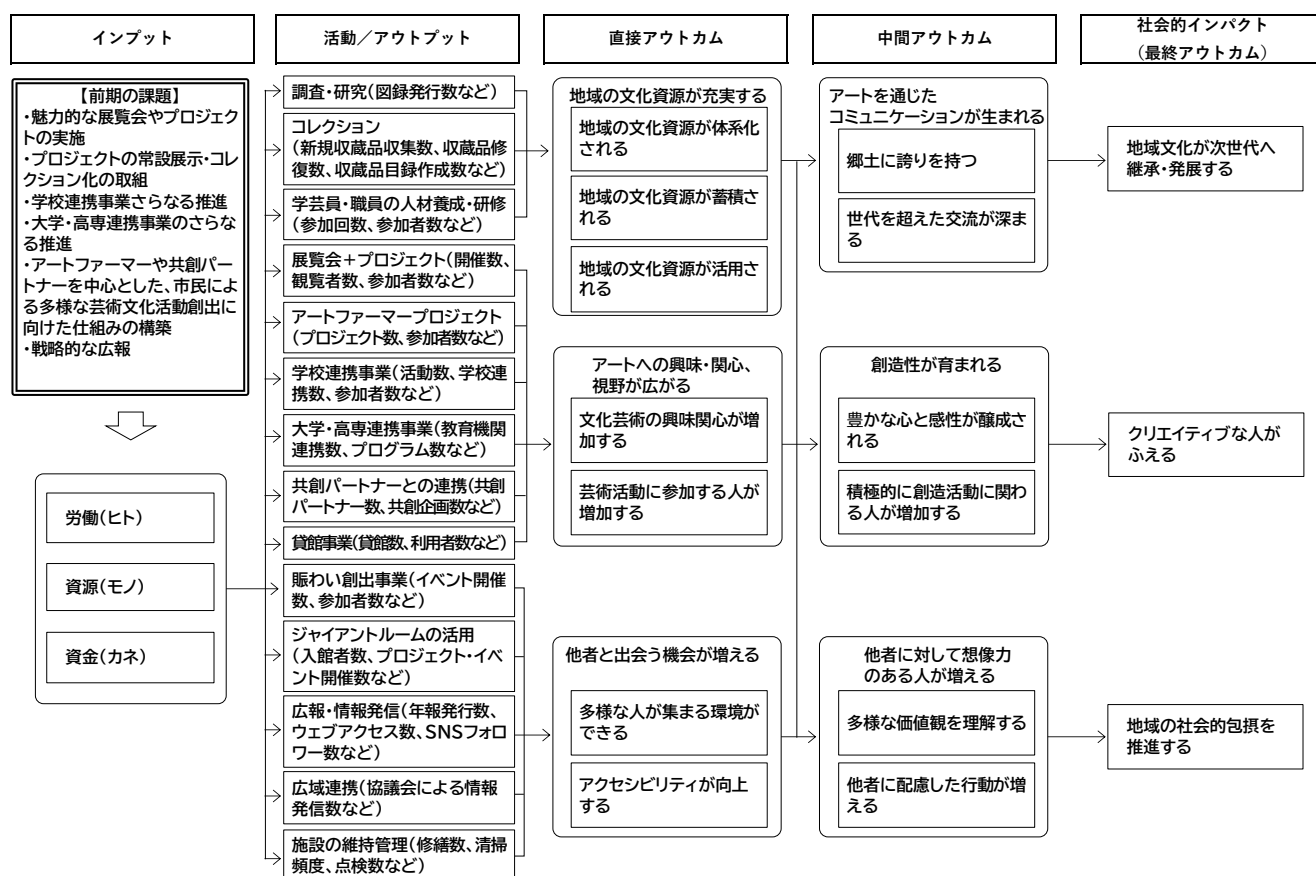 インプット
活動／アウトプット
直接アウトカム
中間アウトカム
社会的インパクト
（最終アウトカム）
【前期の課題】
・魅力的な展覧会やプロジェク
トの実施
・プロジェクトの常設展示・コレ
クション化の取組
・学校連携事業さらなる推進
・大学・高専連携事業のさらな
る推進
・アートファーマーや共創パー
トナーを中心とした、市民によ
る多様な芸術文化活動創出に
向けた仕組みの構築
・戦略的な広報
労働（ヒト）
資源（モノ）
資金（カネ）
調査・研究（図録発行数など）
コレクション
（新規収蔵品収集数、収蔵品修
復数、収蔵品目録作成数など）
学芸員・職員の人材養成・研修
（参加回数、参加者数など）
展覧会＋プロジェクト（開催数、
観覧者数、参加者数など）
アートファーマープロジェクト
（プロジェクト数、参加者数など）
学校連携事業（活動数、学校連
携数、参加者数など）
大学・高専連携事業（教育機関
連携数、プログラム数など）
共創パートナーとの連携（共創
パートナー数、共創企画数など）
貸館事業（貸館数、利用者数など）
賑わい創出事業（イベント開催
数、参加者数など）
ジャイアントルームの活用
（入館者数、プロジェクト・イベ
ント開催数など）
広報・情報発信（年報発行数、
ウェブアクセス数、SNSフォロ
ワー数など）
広域連携（協議会による情報
発信数など）
施設の維持管理（修繕数、清掃
頻度、点検数など）
地域の文化資源が充実する
地域の文化資源が体系化
される
地域の文化資源が蓄積さ
れる
地域の文化資源が活用さ
れる
アートへの興味・関心、
視野が広がる
文化芸術の興味関心が増
加する
芸術活動に参加する人が
増加する
他者と出会う機会が増える
多様な人が集まる環境が
できる
アクセシビリティが向上
する
アートを通じた
コミュニケーションが生まれる
郷土に誇りを持つ
世代を超えた交流が深ま
る
創造性が育まれる
豊かな心と感性が醸成さ
れる
積極的に創造活動に関わ
る人が増加する
他者に対して想像力
のある人が増える
多様な価値観を理解する
他者に配慮した行動が増
える
地域文化が次世代へ
継承・発展する
クリエイティブな人が
ふえる
地域の社会的包摂を
推進する